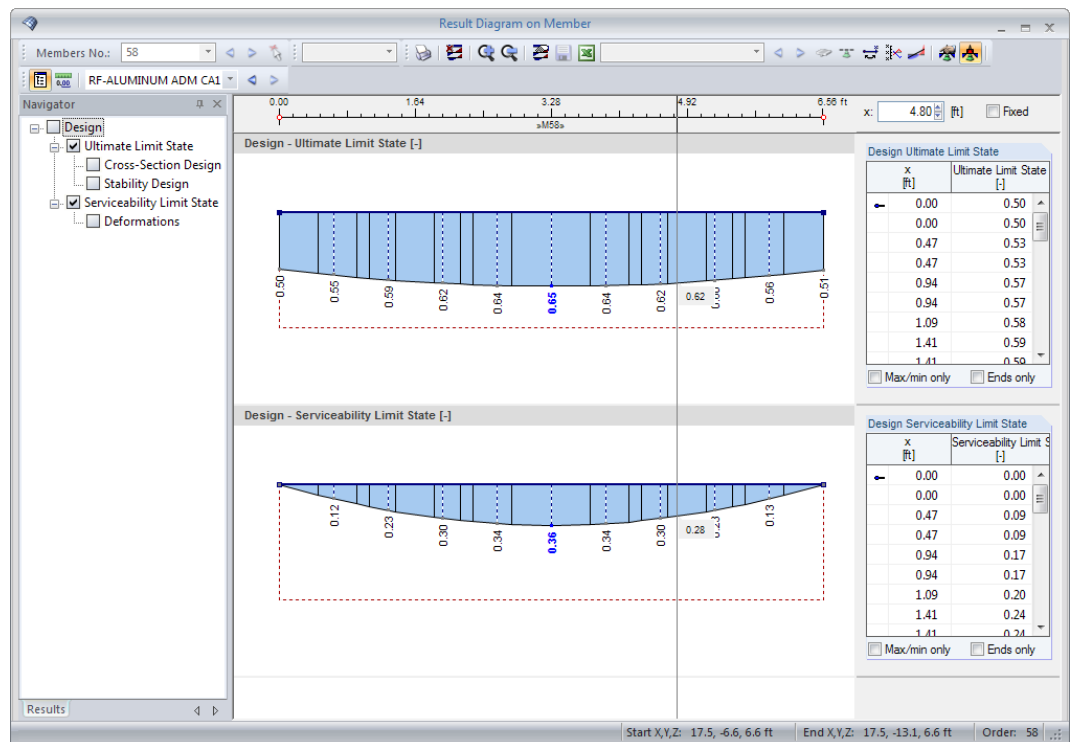 Result Diagram on Member
Members No.: 58
RF-ALUMINUM ADM CA1
Navigator
Design
Ultimate Limit State
Cross-Section Design
Stability Design
Serviceability Limit State
Deformations
Results
0.00 1.64 3.28 4.92 6.56 ft
»M58»
x: 4.80 [ft] Fixed
Design - Ultimate Limit State [-]
0.50 0.55 0.59 0.62 0.64 0.65 0.64 0.62 0.62 0.56 0.51
Design Ultimate Limit State
x Ultimate Limit State
[ft] [-]
0.00 0.50
0.00 0.50
0.47 0.53
0.47 0.53
0.94 0.57
0.94 0.57
1.09 0.58
1.41 0.59
1.41 0.59
Max/min only Ends only
Design - Serviceability Limit State [-]
0.12 0.23 0.30 0.34 0.36 0.34 0.30 0.28 0.13
Design Serviceability Limit State
x Serviceability Limit S
[ft] [-]
0.00 0.00
0.00 0.00
0.47 0.09
0.47 0.09
0.94 0.17
0.94 0.17
1.09 0.20
1.41 0.24
1.41 0.24
Max/min only Ends only
Start X,Y,Z: 17.5, -6.6, 6.6 ft End X,Y,Z: 17.5, -13.1, 6.6 ft Order: 58